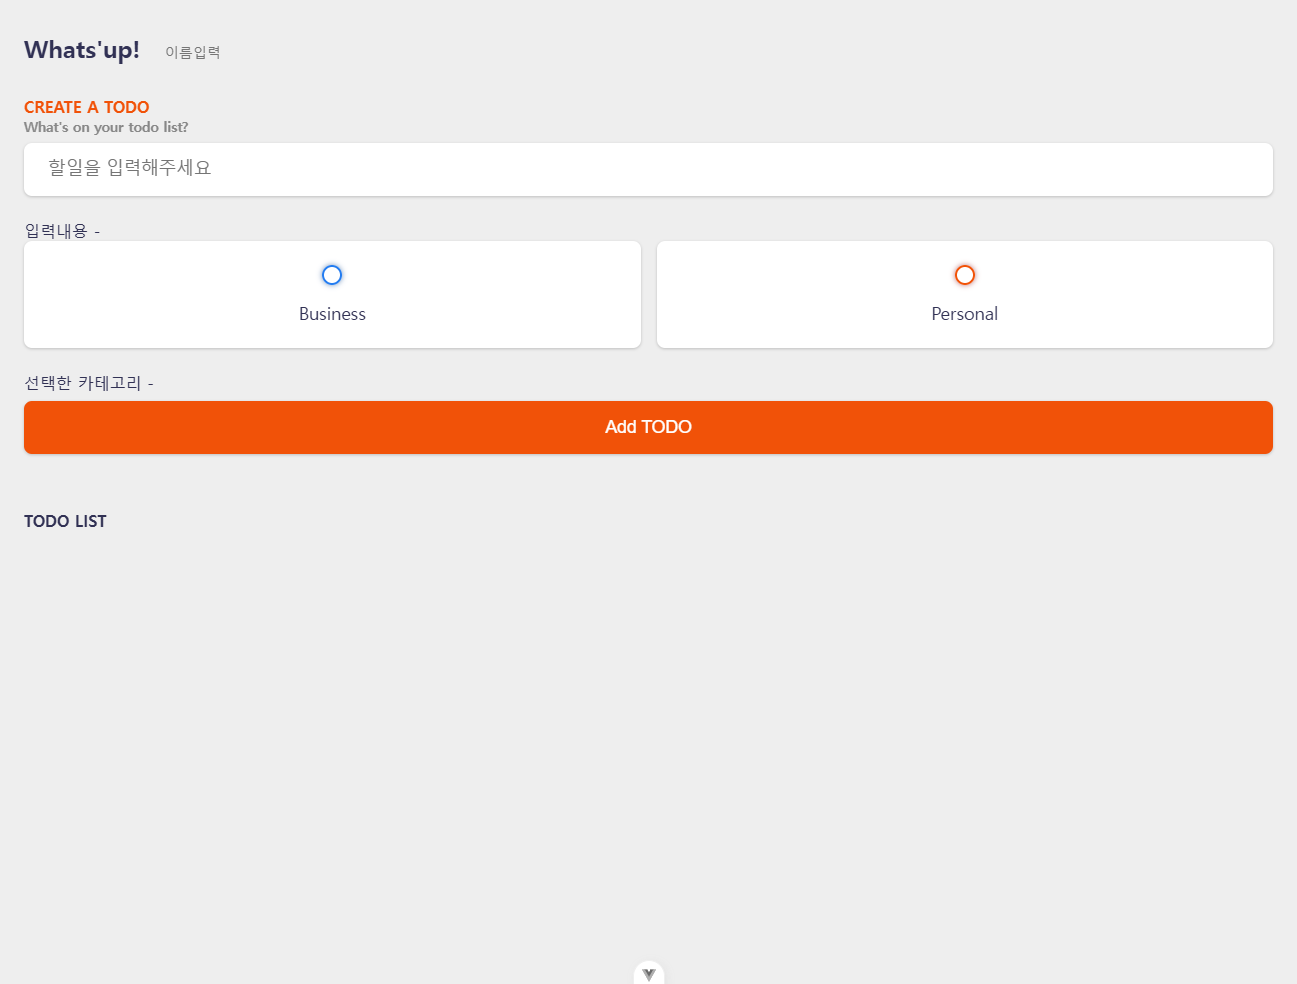 Whats'up! 이름입력
CREATE A TODO
What's on your todo list?
할일을 입력해주세요
입력내용 -
Business
Personal
선택한 카테고리 -
Add TODO
TODO LIST